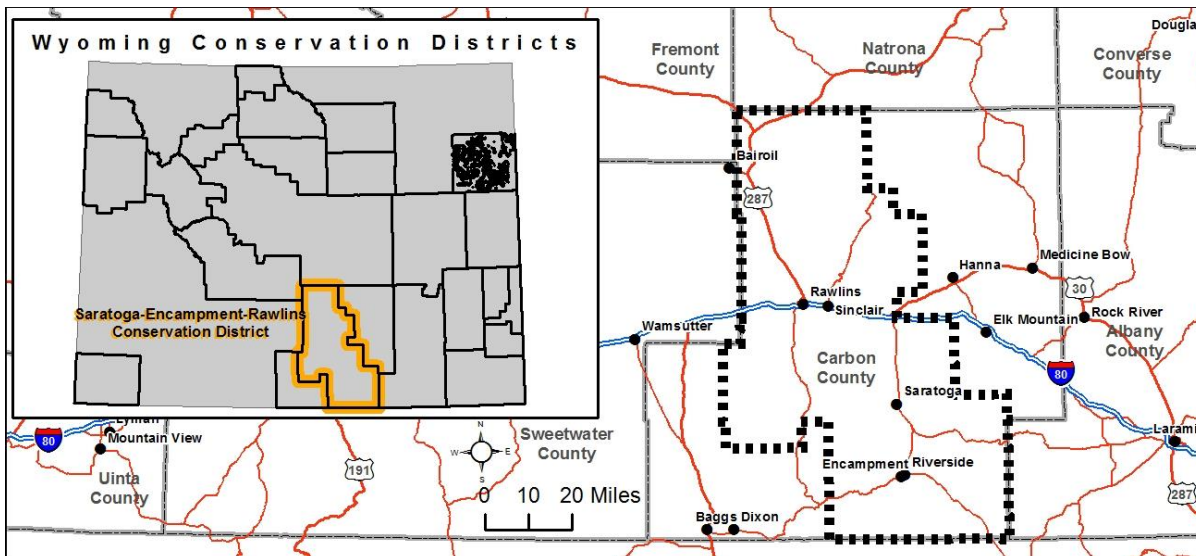 Wyoming Conservation Districts
Saratoga-Encampment-Rawlins
Conservation District
Fremont
County
Natrona
County
Converse
County
Douglas
Bairoil
287
Hanna
Medicine Bow
30
Rawlins
Sinclair
Rock River
Wamsutter
Elk Mountain
Albany
County
Carbon
County
80
Saratoga
Larami
80
Mountain View
Uinta
County
191
N
W E
S
Sweetwater
County
Encampment
Riverside
287
0 10 20 Miles
Baggs
Dixon